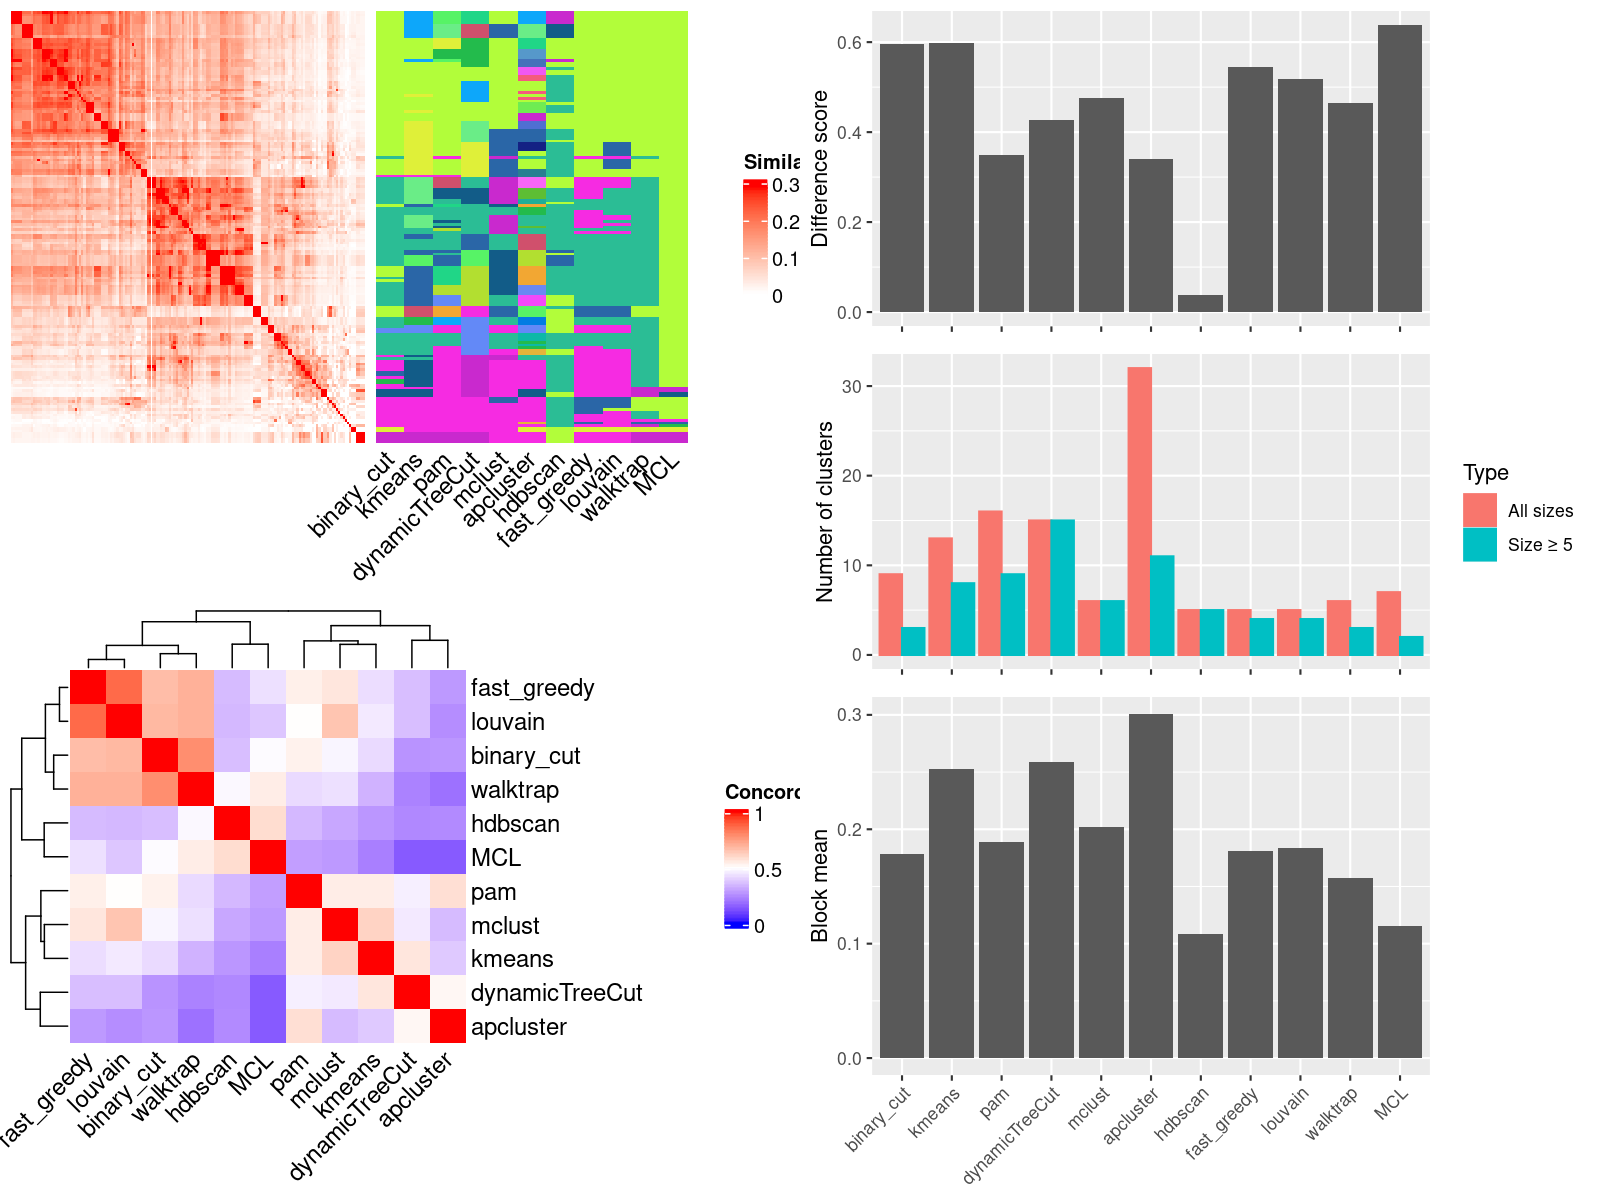 Simila
0.3
0.2
0.1
0
binary_cut
kmeans
pam
dynamicTreeCut
mclust
apcluster
hdbscan
fast_greedy
louvain
walktrap
MCL
fast_greedy
louvain
binary_cut
walktrap
hdbscan
MCL
pam
mclust
kmeans
dynamicTreeCut
apcluster
Concord
1
0.5
0
fast_greedy
louvain
binary_cut
walktrap
hdbscan
MCL
pam
mclust
kmeans
dynamicTreeCut
apcluster
Difference score
0.6
0.4
0.2
0.0
Number of clusters
30
20
10
0
Type
All sizes
Size ≥ 5
Block mean
0.3
0.2
0.1
0.0
binary_cut
kmeans
pam
dynamicTreeCut
mclust
apcluster
hdbscan
fast_greedy
louvain
walktrap
MCL